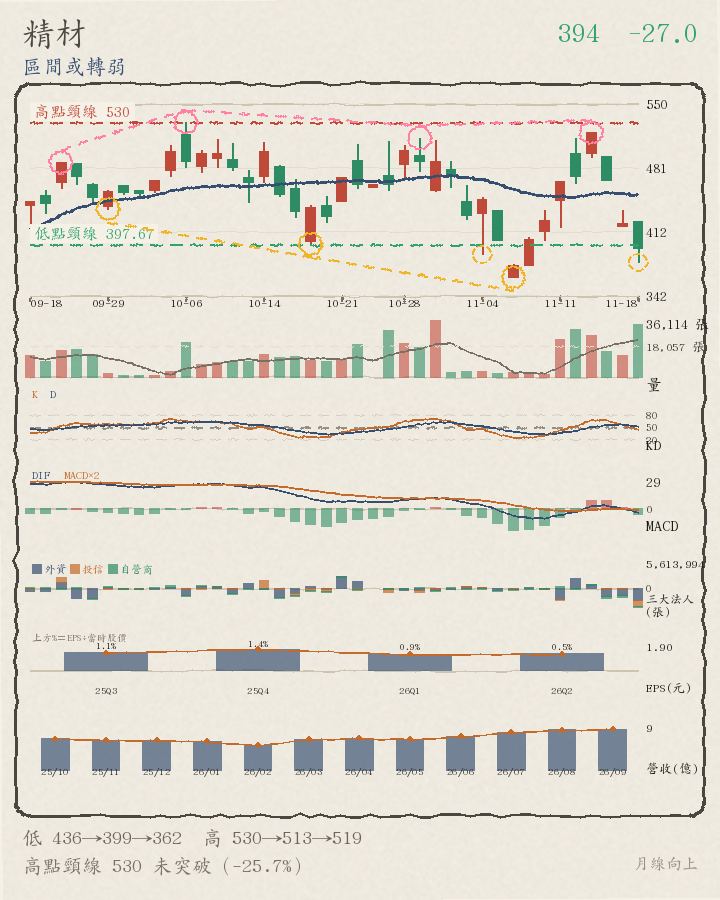 精材
394 -27.0
區間或轉弱
高點頸線 530
低點頸線 397.67
550
481
412
342
09-18 09-29 10-06 10-14 10-21 10-28 11-04 11-11 11-18
36,114 張
18,057 張
量
K D
80
50
20
KD
DIF MACD×2
29
0
MACD
外資 投信 自營商
5,613,994
0
三大法人
(張)
上方%=EPS÷當時股價
1.1% 1.4% 0.9% 0.5%
1.90
25Q3 25Q4 26Q1 26Q2
EPS(元)
9
25/10 25/11 25/12 26/01 26/02 26/03 26/04 26/05 26/06 26/07 26/08 26/09
營收(億)
低 436→399→362 高 530→513→519
高點頸線 530 未突破 (-25.7%)
月線向上